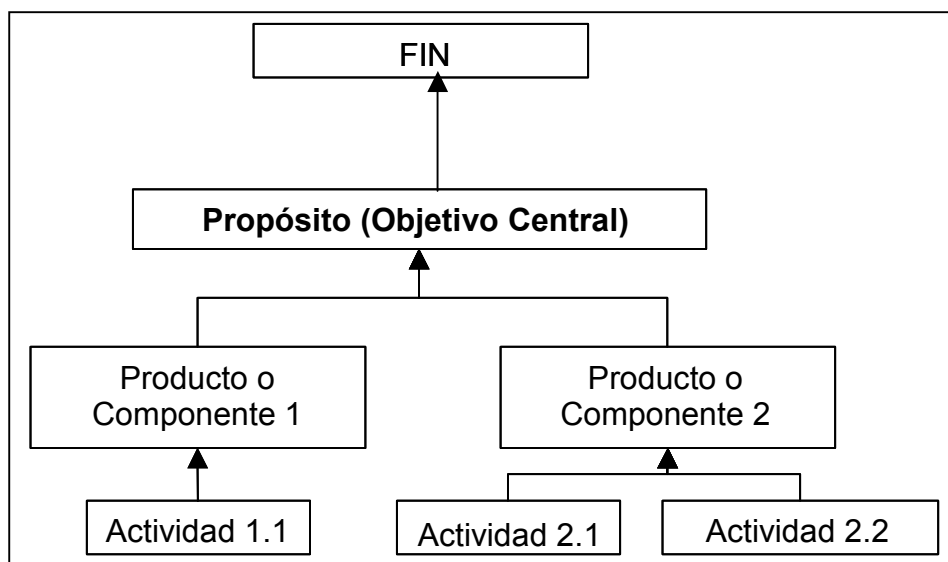 FIN
Propósito (Objetivo Central)
Producto o
Componente 1
Producto o
Componente 2
Actividad 1.1
Actividad 2.1
Actividad 2.2